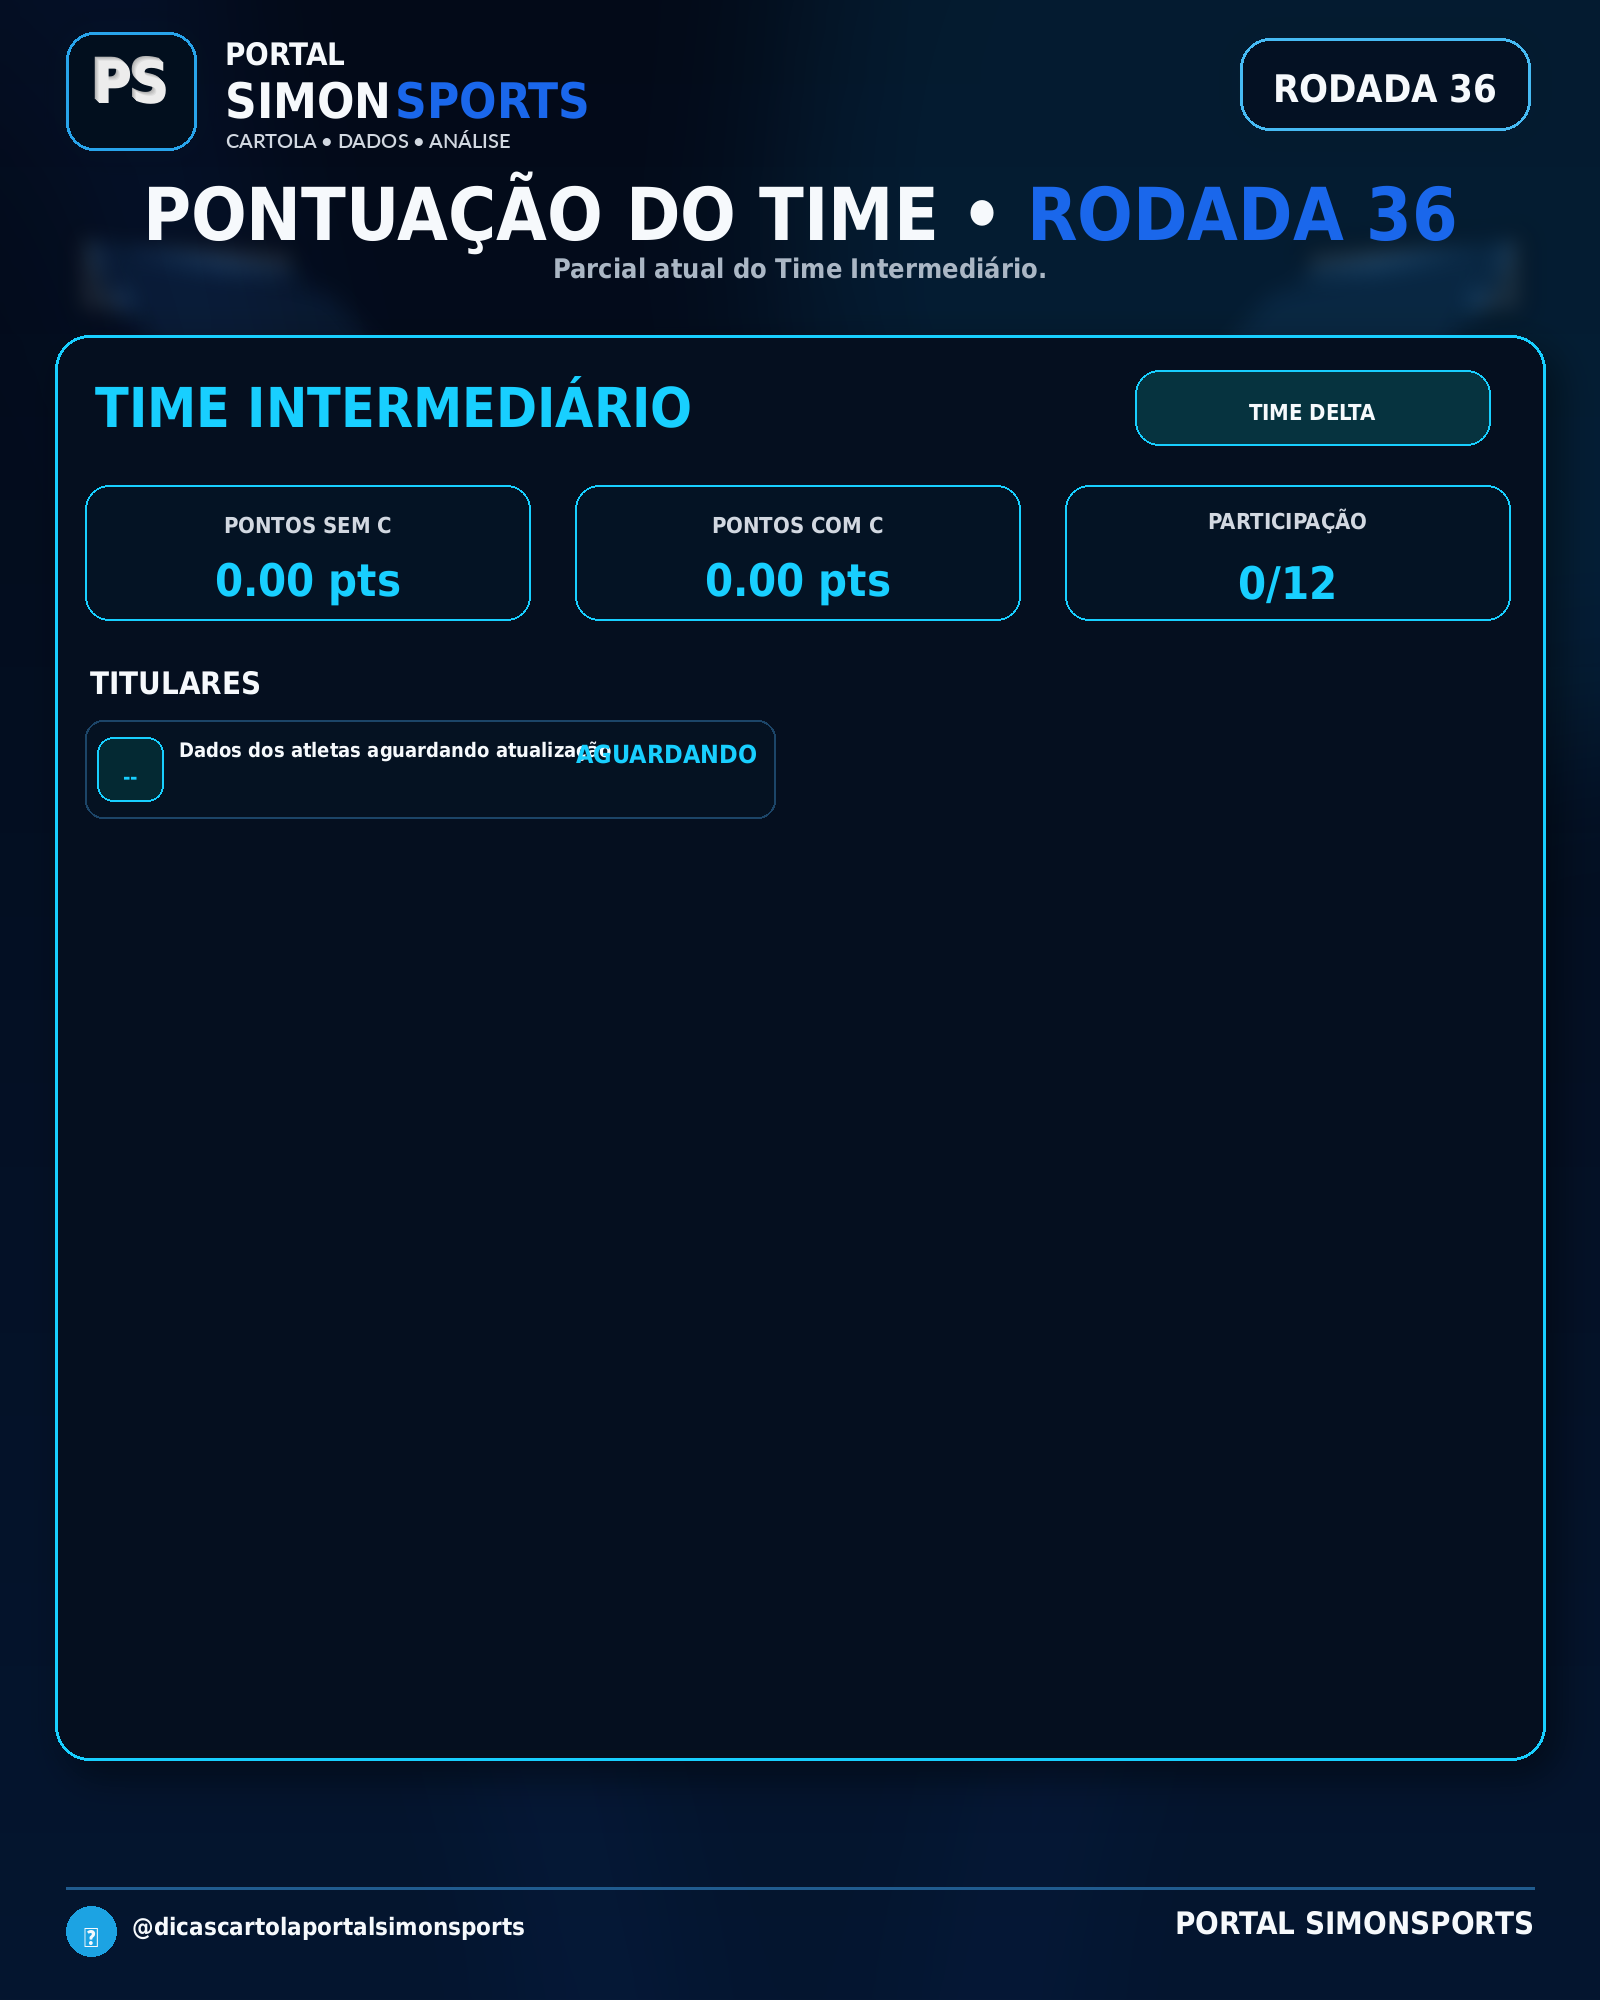 PS
PORTAL
SIMONSPORTS
CARTOLA • DADOS • ANÁLISE
RODADA 36
PONTUAÇÃO DO TIME • RODADA 36
Parcial atual do Time Intermediário.
TIME INTERMEDIÁRIO
TIME DELTA
PONTOS SEM C
0.00 pts
PONTOS COM C
0.00 pts
PARTICIPAÇÃO
0/12
TITULARES
--
Dados dos atletas aguardando atualização
AGUARDANDO
@dicascartolaportalsimonsports
PORTAL SIMONSPORTS